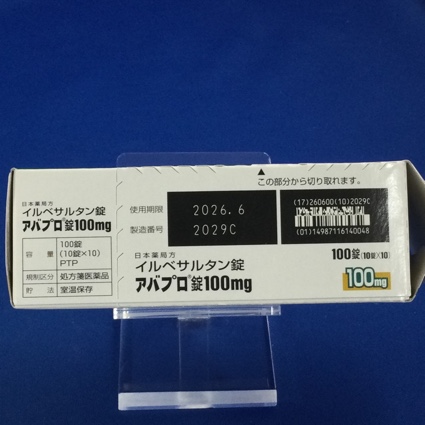 ▲
この部分から切り取れます。
日本薬局方
イルベサルタン錠
アバプロ®錠100mg
容量 100錠
(10錠×10)
PTP
規制区分 処方箋医薬品
貯法 室温保存
使用期限 2026.6
製造番号 2029C
(17)260600(10)2029C
(01)14987116140048
日本薬局方
イルベサルタン錠
アバプロ®錠100mg
100錠(10錠×10)
100mg